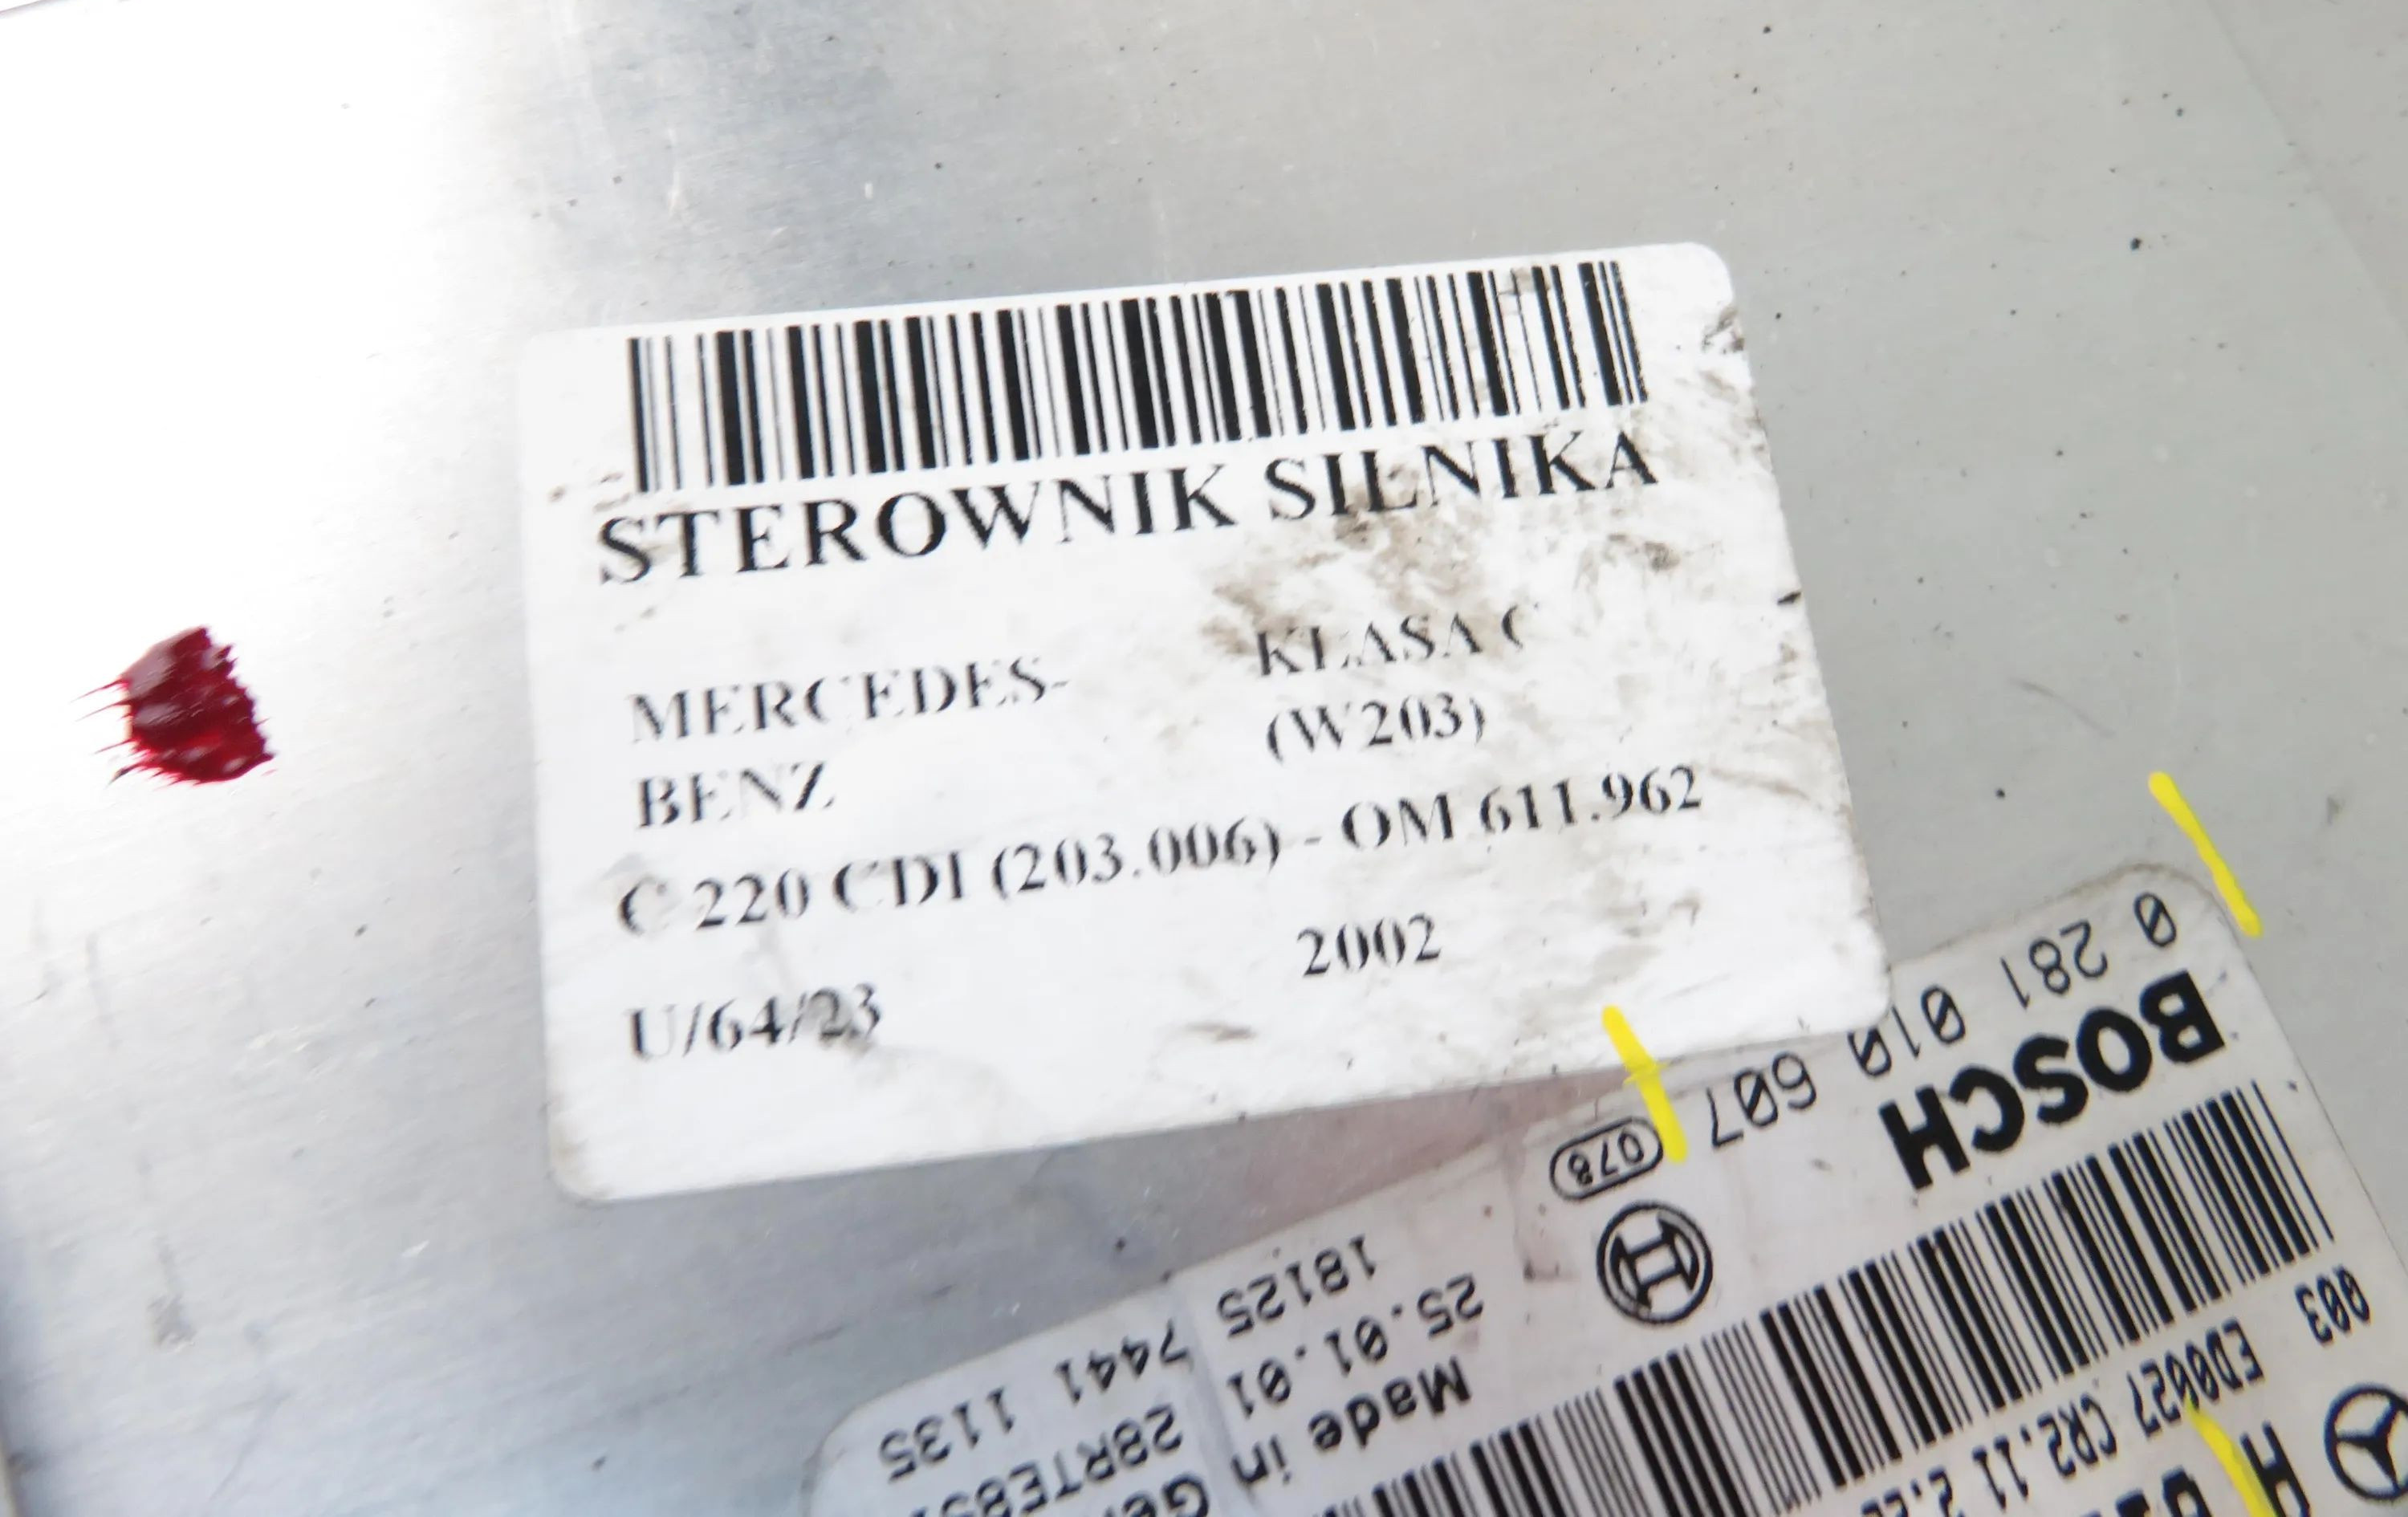 STEROWNIK SILNIKA
MERCEDES-
BENZ
KLASA C
(W203)
C 220 CDI (203.006) - OM 611.962
U/64/23
2002
0 281 010 607
078
BOSCH
18125
25.01.01
Made in
7441 1135
003 ED0627 CR2.11